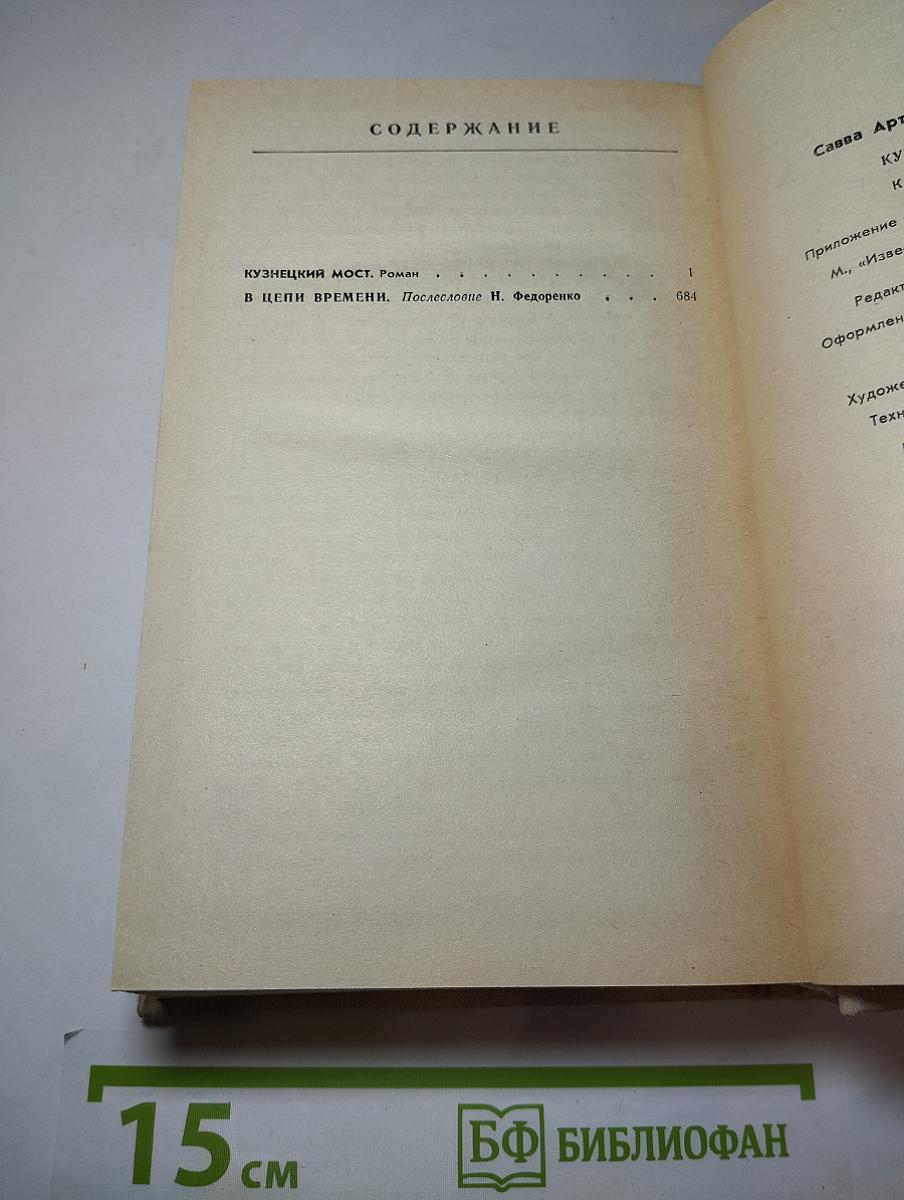 СОДЕРЖАНИЕ
КУЗНЕЦКИЙ МОСТ. Роман . . . . . . . . . . 1
В ЦЕПИ ВРЕМЕНИ. Послесловие Н. Федоренко . . . 684
Савва Арт
КУ
К
Приложение
М., «Изве
Редакт
Оформлен
Художе
Техн
15 см
БФ БИБЛИОФАН